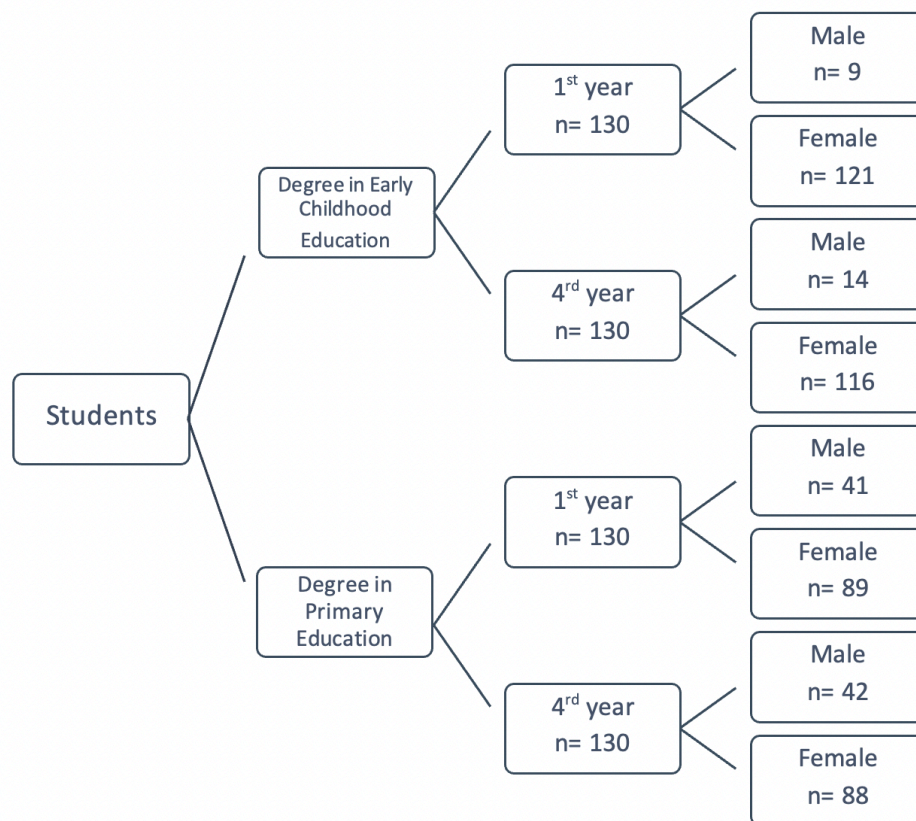 Students
Degree in Early
Childhood
Education
1st year
n= 130
Male
n= 9
Female
n= 121
4rd year
n= 130
Male
n= 14
Female
n= 116
Degree in
Primary
Education
1st year
n= 130
Male
n= 41
Female
n= 89
4rd year
n= 130
Male
n= 42
Female
n= 88